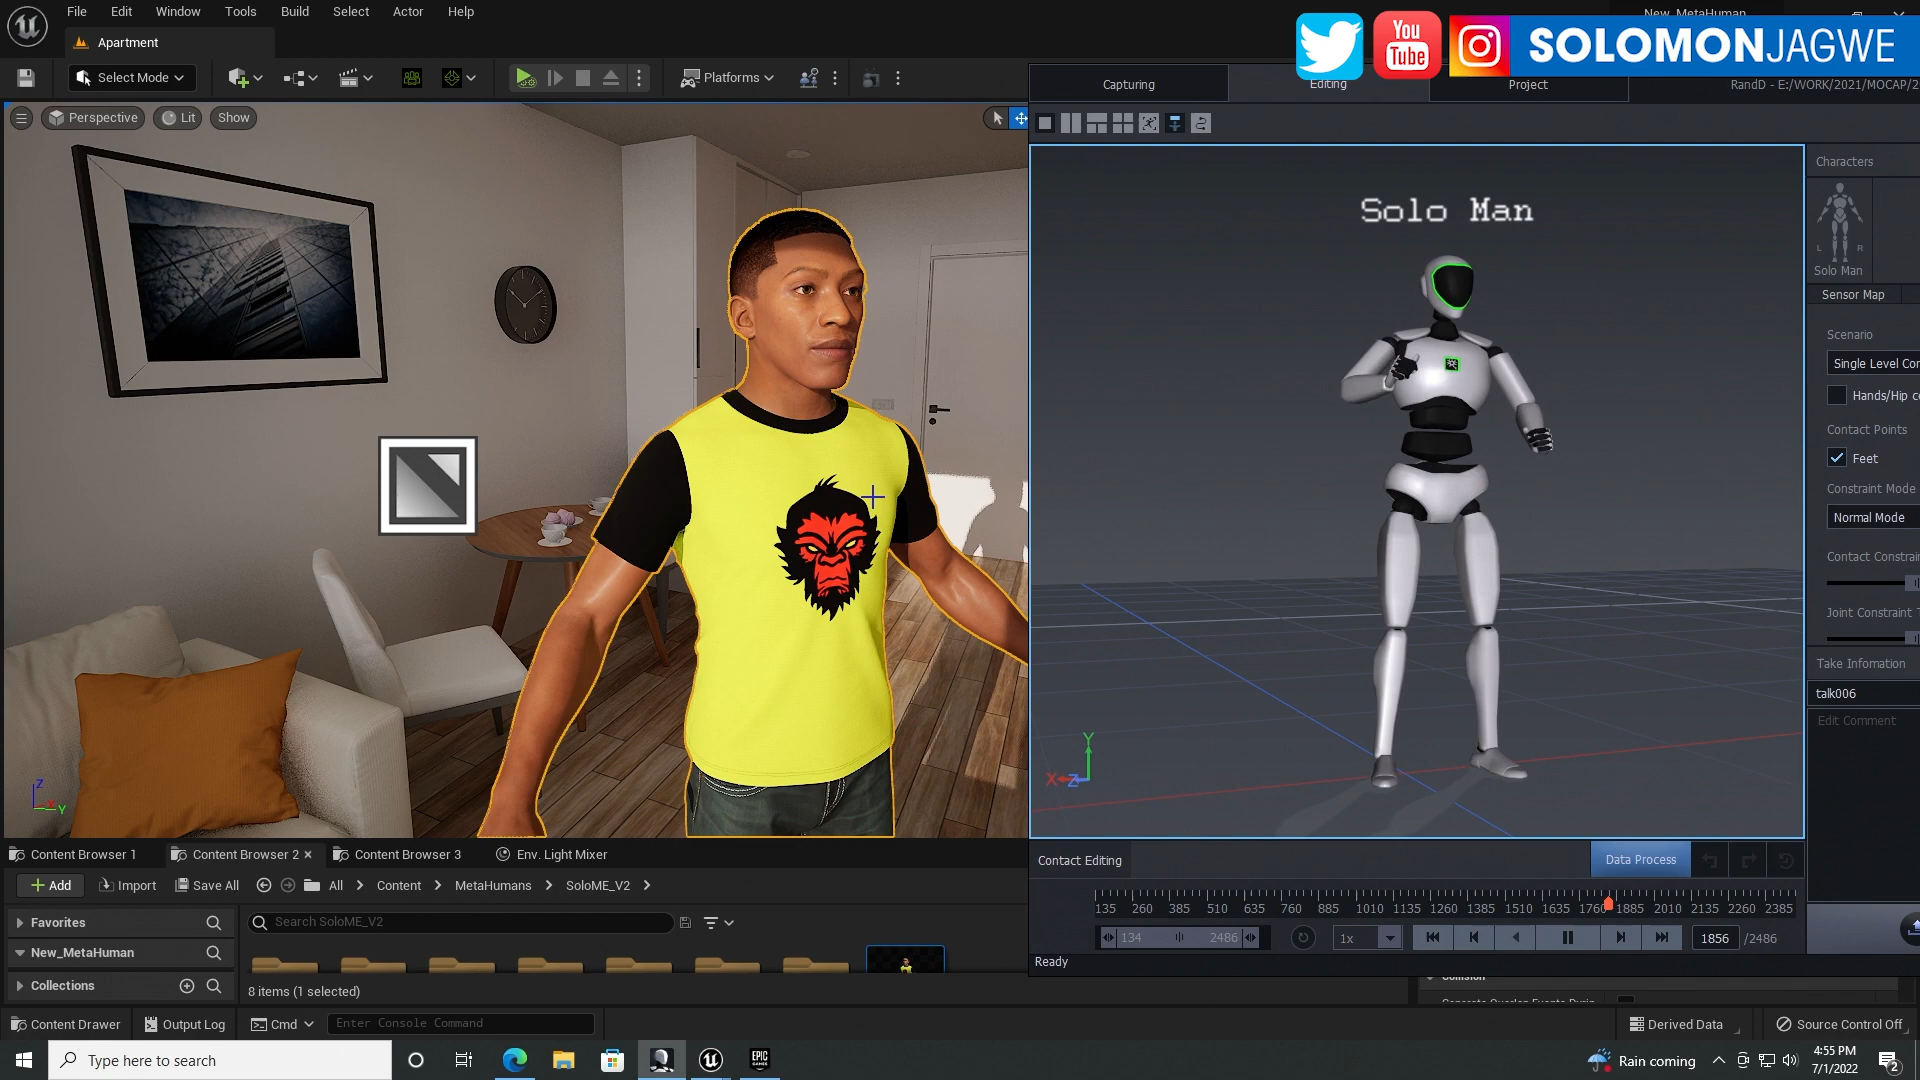 File Edit Window Tools Build Select Actor Help
New_MetaHuman
Apartment
You
Tube
SOLOMONJAGWE
Select Mode
Platforms
Capturing
Editing
Project
RandD - E:/WORK/2021/MOCAP/2
Perspective
Lit
Show
Solo Man
Characters
L R
Solo Man
Sensor Map
Scenario
Single Level Cor
Hands/Hip c
Contact Points
Feet
Constraint Mode
Normal Mode
Contact Constrai
Joint Constraint T
Take Infomation
talk006
Edit Comment
Z
Y
Y
X
Z
Content Browser 1
Content Browser 2
Content Browser 3
Env. Light Mixer
Contact Editing
Data Process
Add
Import
Save All
All
Content
MetaHumans
SoloME_V2
135 260 385 510 635 760 885 1010 1135 1260 1385 1510 1635 1760 1885 2010 2135 2260 2385
Favorites
Search SoloME_V2
134
2486
1x
1856
/2486
New_MetaHuman
Ready
Collections
8 items (1 selected)
Content Drawer
Output Log
Cmd
Enter Console Command
Derived Data
Source Control Off
Type here to search
EPIC
GAMES
Rain coming
4:55 PM
7/1/2022
2